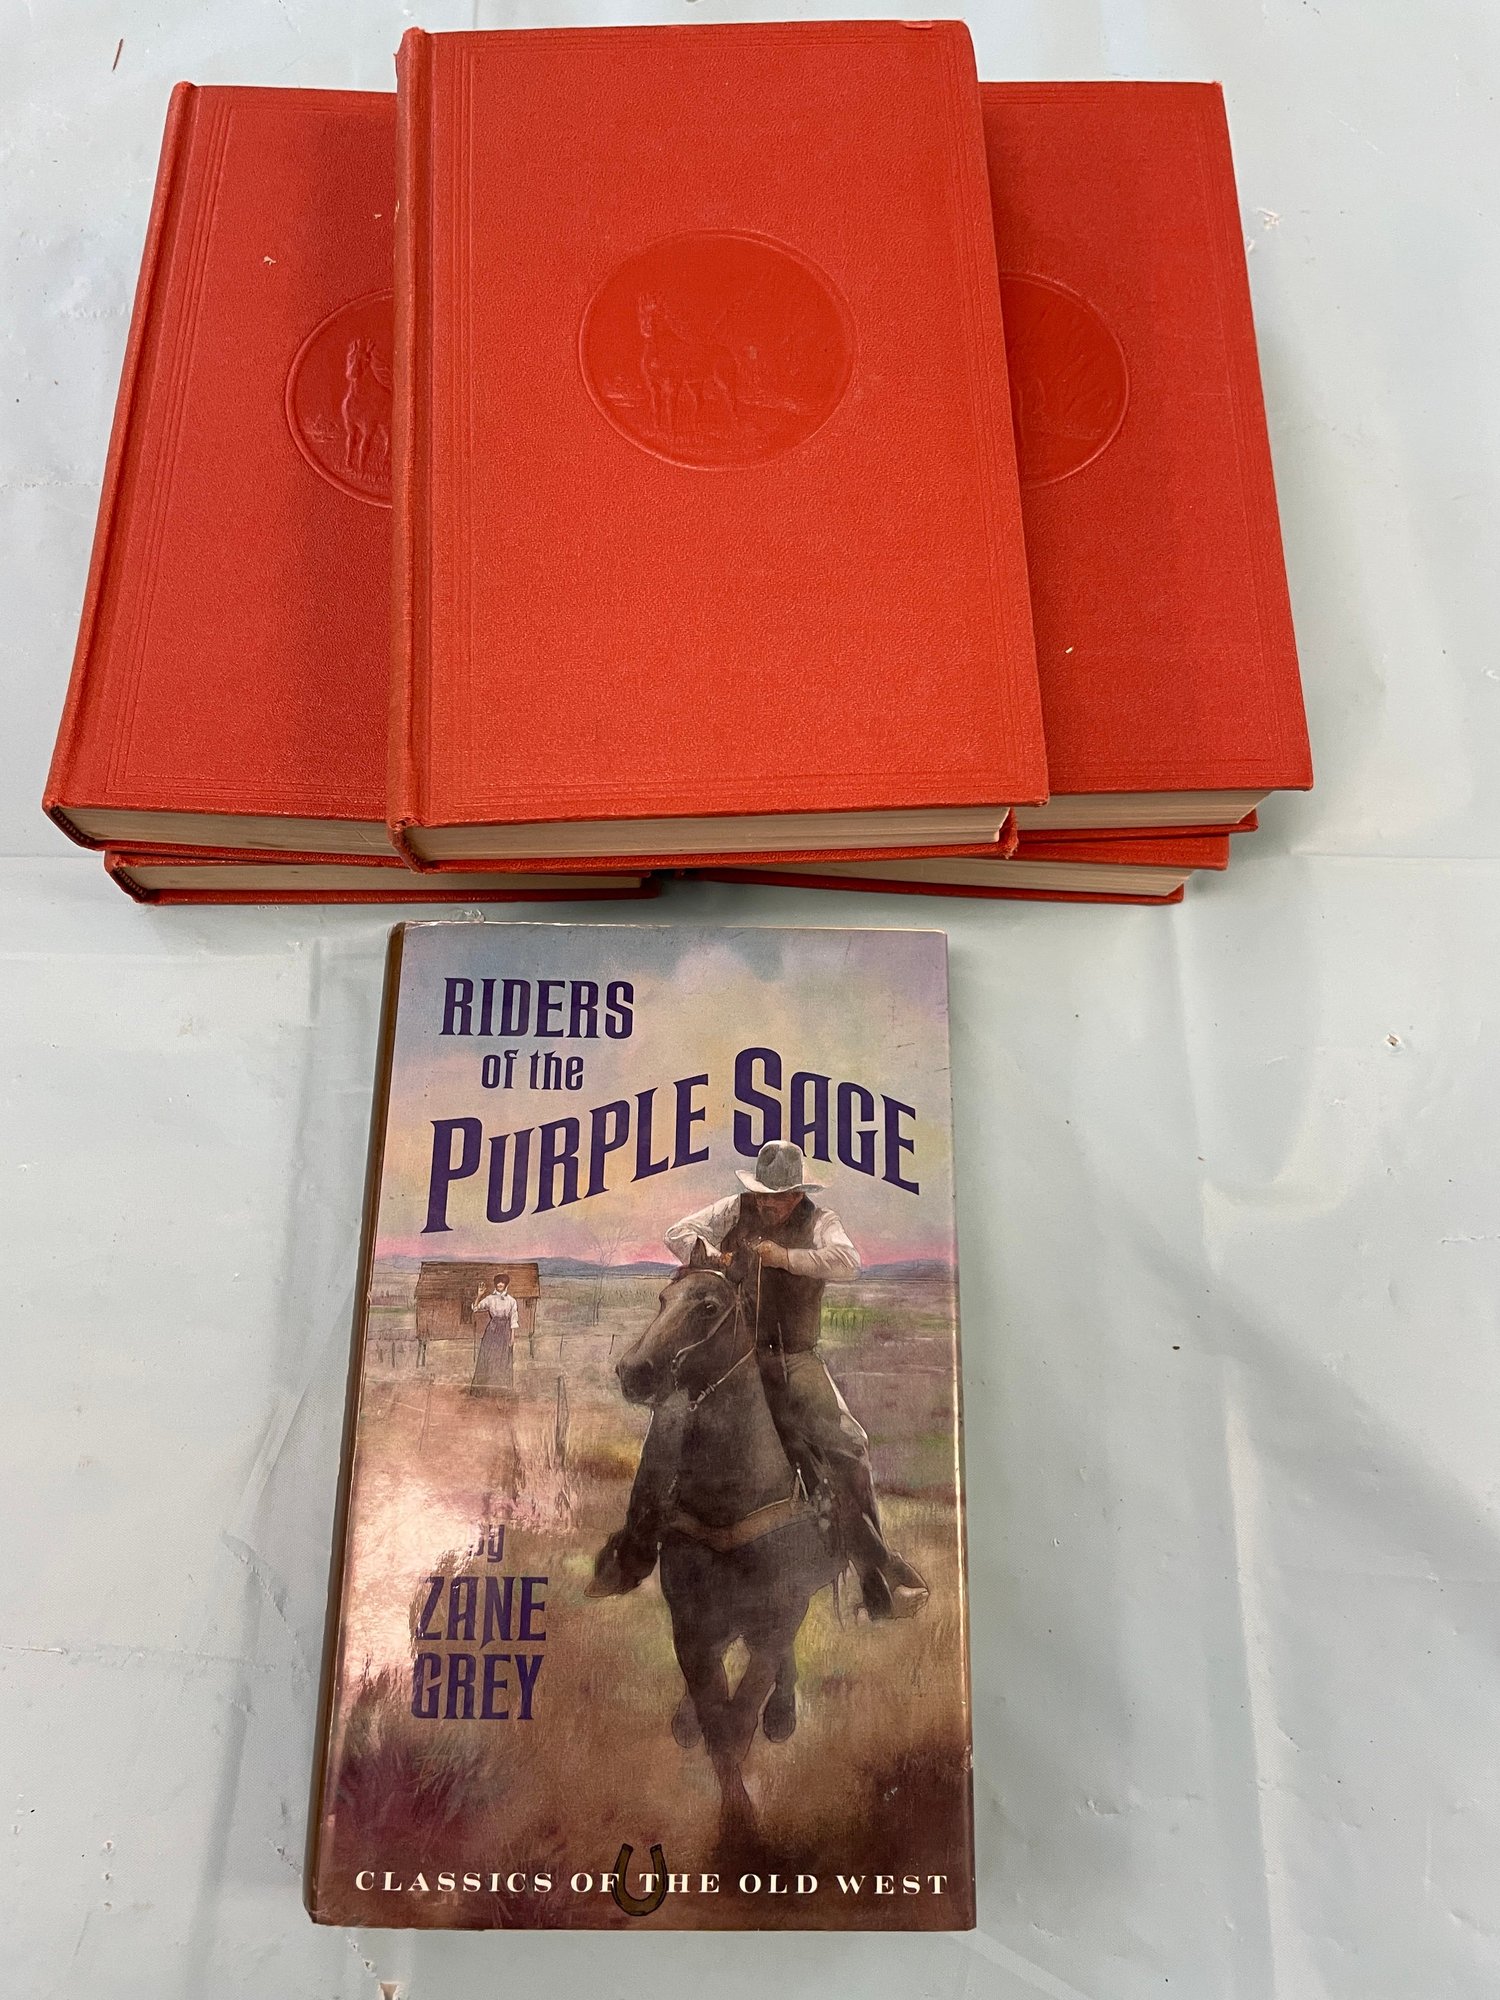 RIDERS
of the
PURPLE SAGE
by
ZANE
GREY
CLASSICS OF THE OLD WEST